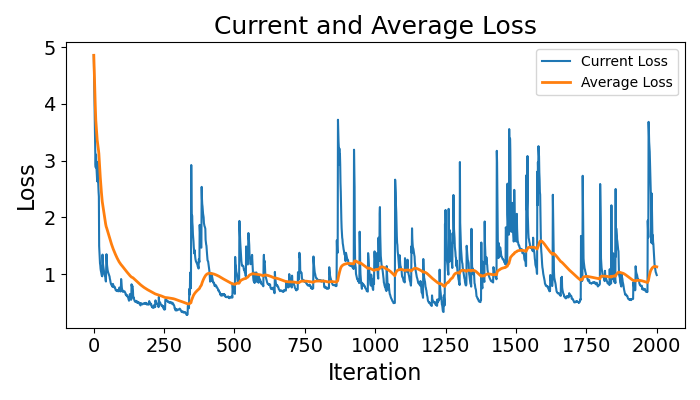 Current and Average Loss
Current Loss
Average Loss
5
4
3
2
1
Loss
0 250 500 750 1000 1250 1500 1750 2000
Iteration